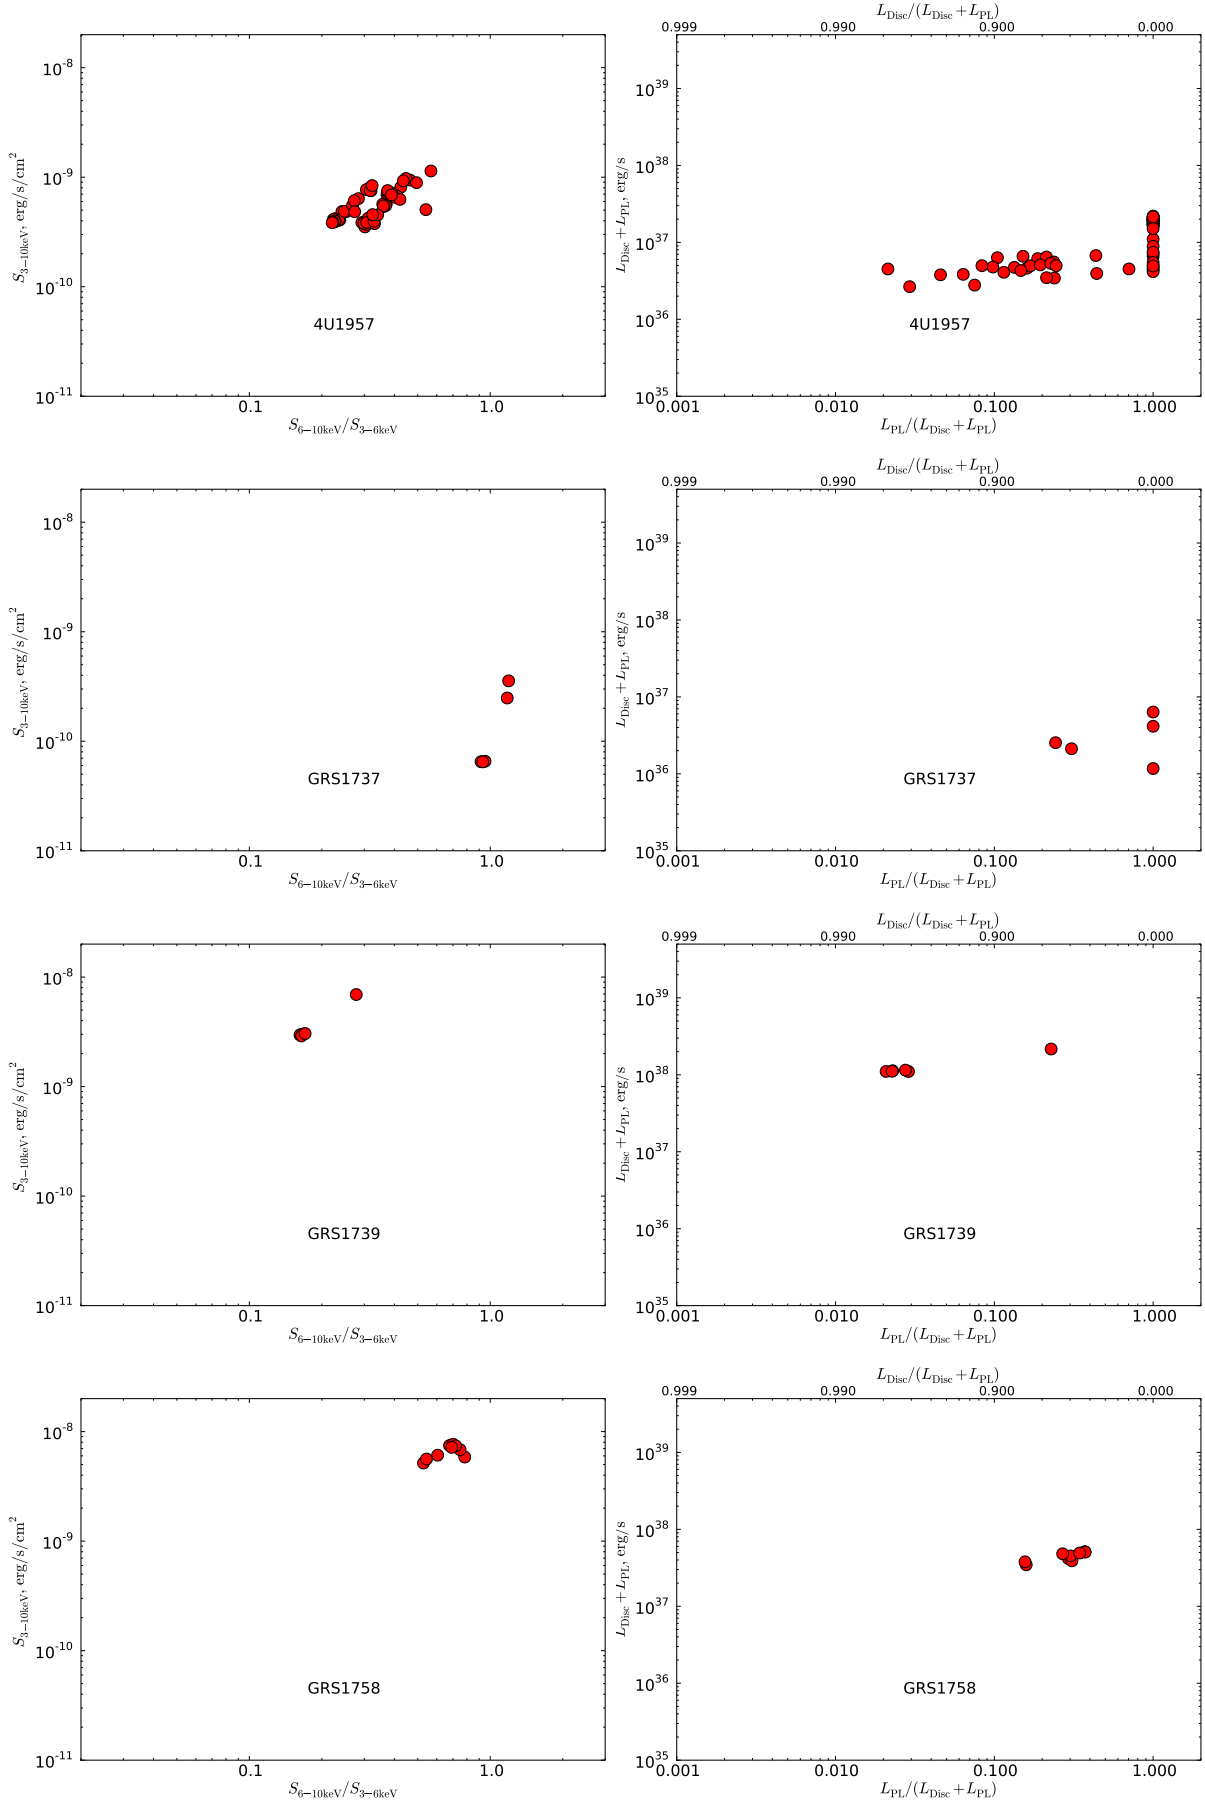 L_Disc/(L_Disc+L_PL)
0.999 0.990 0.900 0.000
10^-8
10^-9
10^-10
10^-11
S_3−10keV, erg/s/cm^2
4U1957
0.1 1.0
S_6−10keV/S_3−6keV
10^39
10^38
10^37
10^36
10^35
L_Disc+L_PL, erg/s
4U1957
0.001 0.010 0.100 1.000
L_PL/(L_Disc+L_PL)
L_Disc/(L_Disc+L_PL)
0.999 0.990 0.900 0.000
10^-8
10^-9
10^-10
10^-11
S_3−10keV, erg/s/cm^2
GRS1737
0.1 1.0
S_6−10keV/S_3−6keV
10^39
10^38
10^37
10^36
10^35
L_Disc+L_PL, erg/s
GRS1737
0.001 0.010 0.100 1.000
L_PL/(L_Disc+L_PL)
L_Disc/(L_Disc+L_PL)
0.999 0.990 0.900 0.000
10^-8
10^-9
10^-10
10^-11
S_3−10keV, erg/s/cm^2
GRS1739
0.1 1.0
S_6−10keV/S_3−6keV
10^39
10^38
10^37
10^36
10^35
L_Disc+L_PL, erg/s
GRS1739
0.001 0.010 0.100 1.000
L_PL/(L_Disc+L_PL)
L_Disc/(L_Disc+L_PL)
0.999 0.990 0.900 0.000
10^-8
10^-9
10^-10
10^-11
S_3−10keV, erg/s/cm^2
GRS1758
0.1 1.0
S_6−10keV/S_3−6keV
10^39
10^38
10^37
10^36
10^35
L_Disc+L_PL, erg/s
GRS1758
0.001 0.010 0.100 1.000
L_PL/(L_Disc+L_PL)